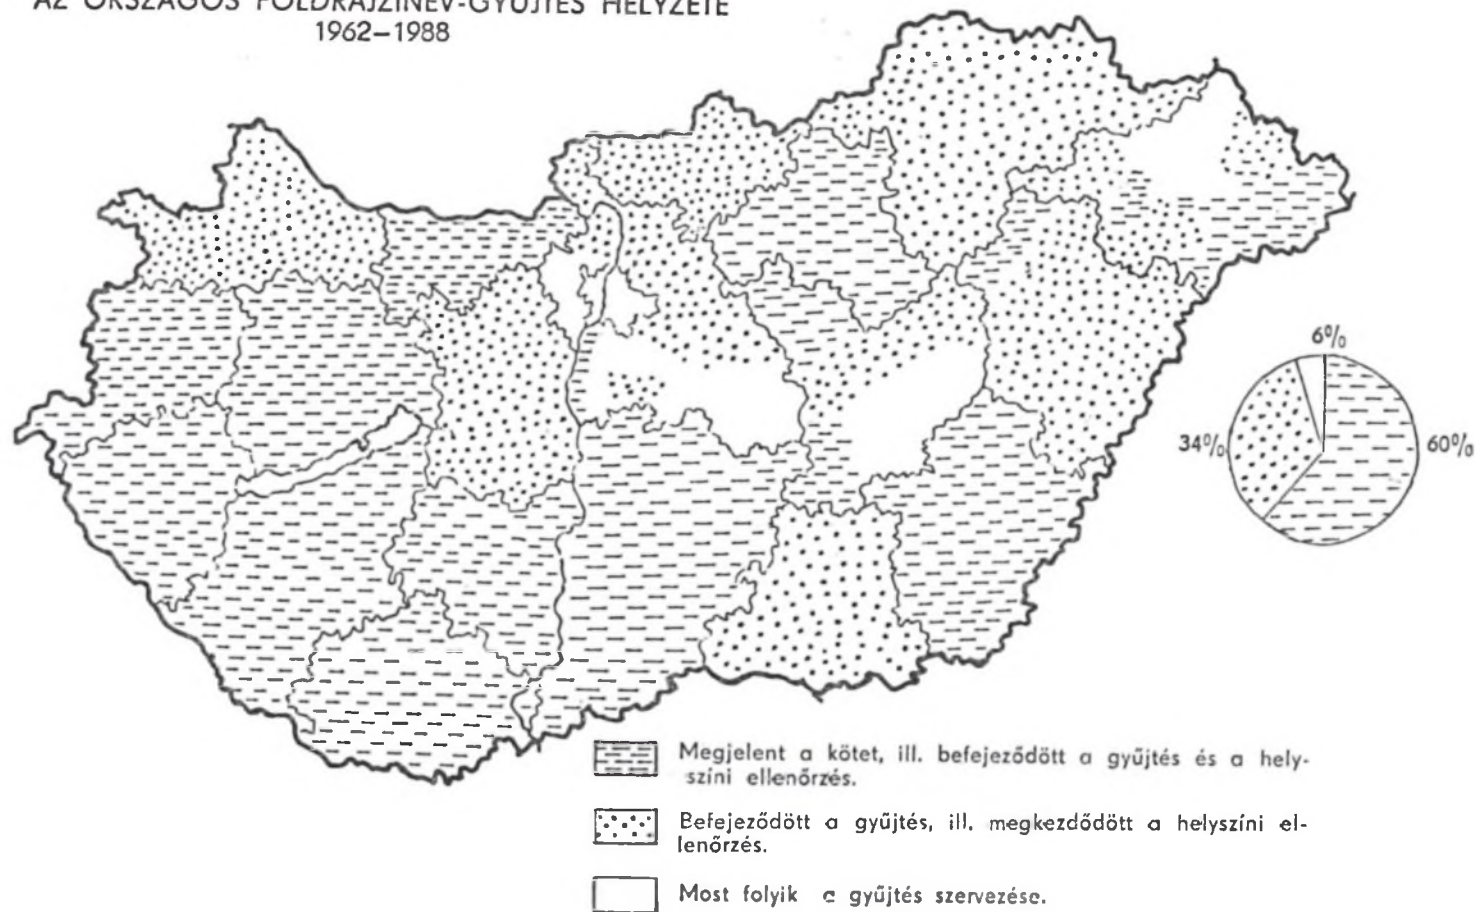 AZ ORSZÁGOS FÖLDRAJZINÉV-GYŰJTÉS HELYZETE
1962–1988
6%
34%
60%
Megjelent a kötet, ill. befejeződött a gyűjtés és a hely-
színi ellenőrzés.
Befejeződött a gyűjtés, ill. megkezdődött a helyszíni el-
lenőrzés.
Most folyik a gyűjtés szervezése.